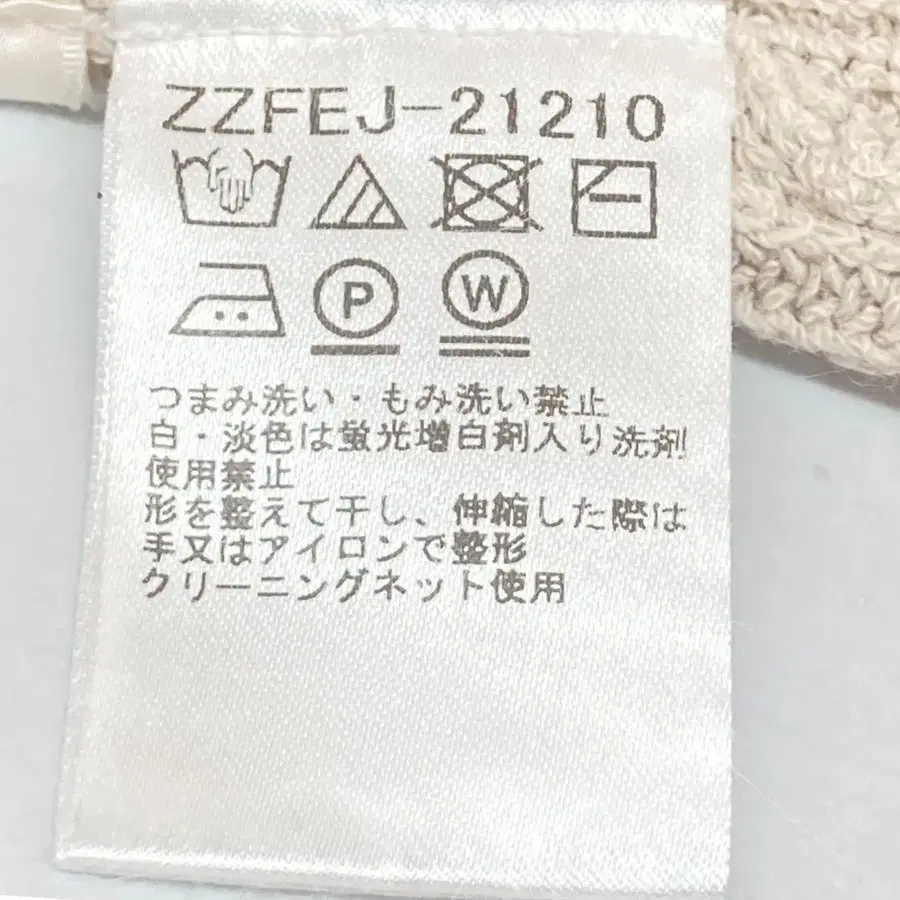 ZZFEJ-21210
P W
つまみ洗い・もみ洗い禁止
白・淡色は蛍光増白剤入り洗剤
使用禁止
形を整えて干し、伸縮した際は
手又はアイロンで整形
クリーニングネット使用